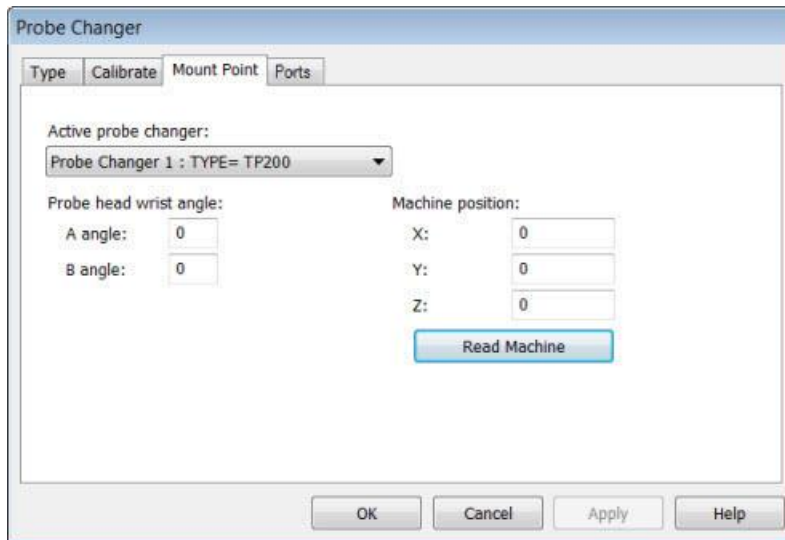 Probe Changer
Type Calibrate Mount Point Ports
Active probe changer:
Probe Changer 1 : TYPE= TP200
Probe head wrist angle: Machine position:
A angle: 0 X: 0
B angle: 0 Y: 0
Z: 0
Read Machine
OK Cancel Apply Help